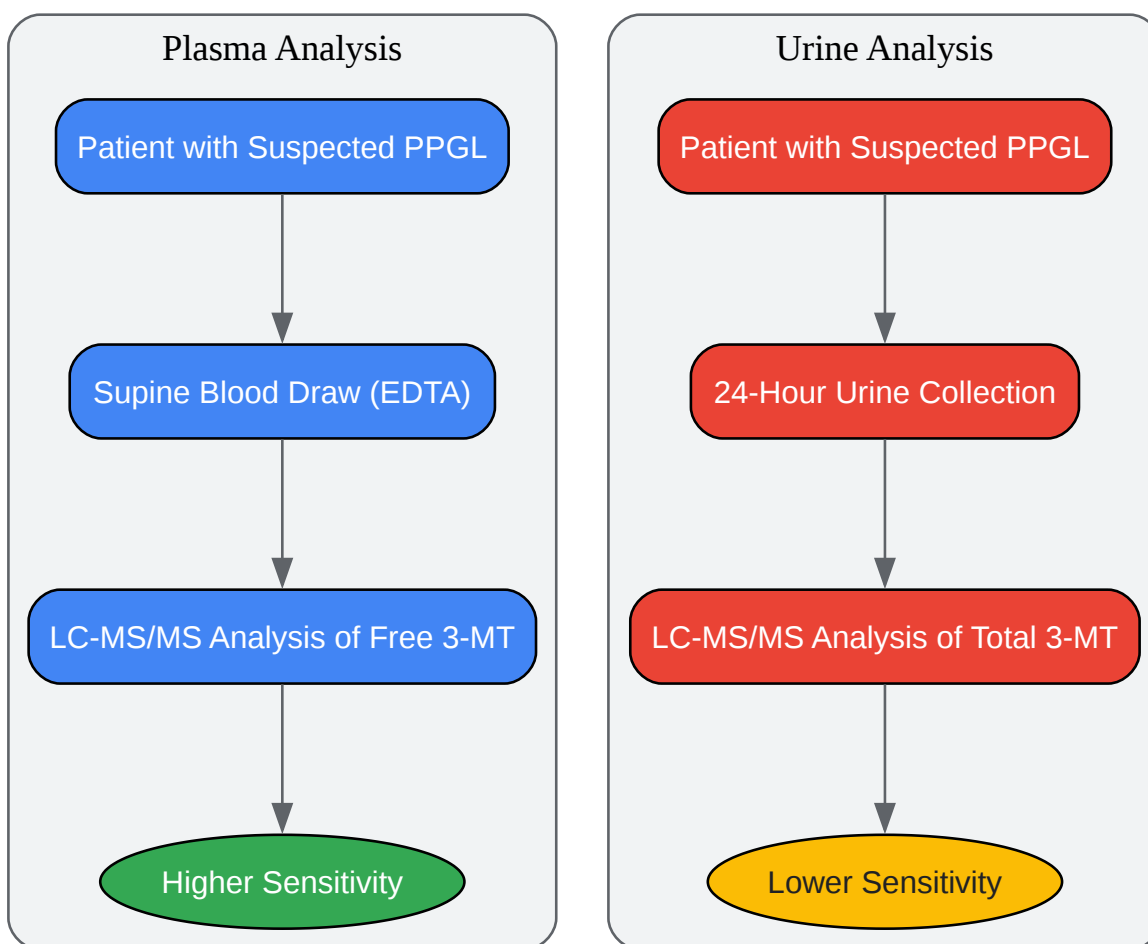 Plasma Analysis
Patient with Suspected PPGL
Supine Blood Draw (EDTA)
LC-MS/MS Analysis of Free 3-MT
Higher Sensitivity
Urine Analysis
Patient with Suspected PPGL
24-Hour Urine Collection
LC-MS/MS Analysis of Total 3-MT
Lower Sensitivity